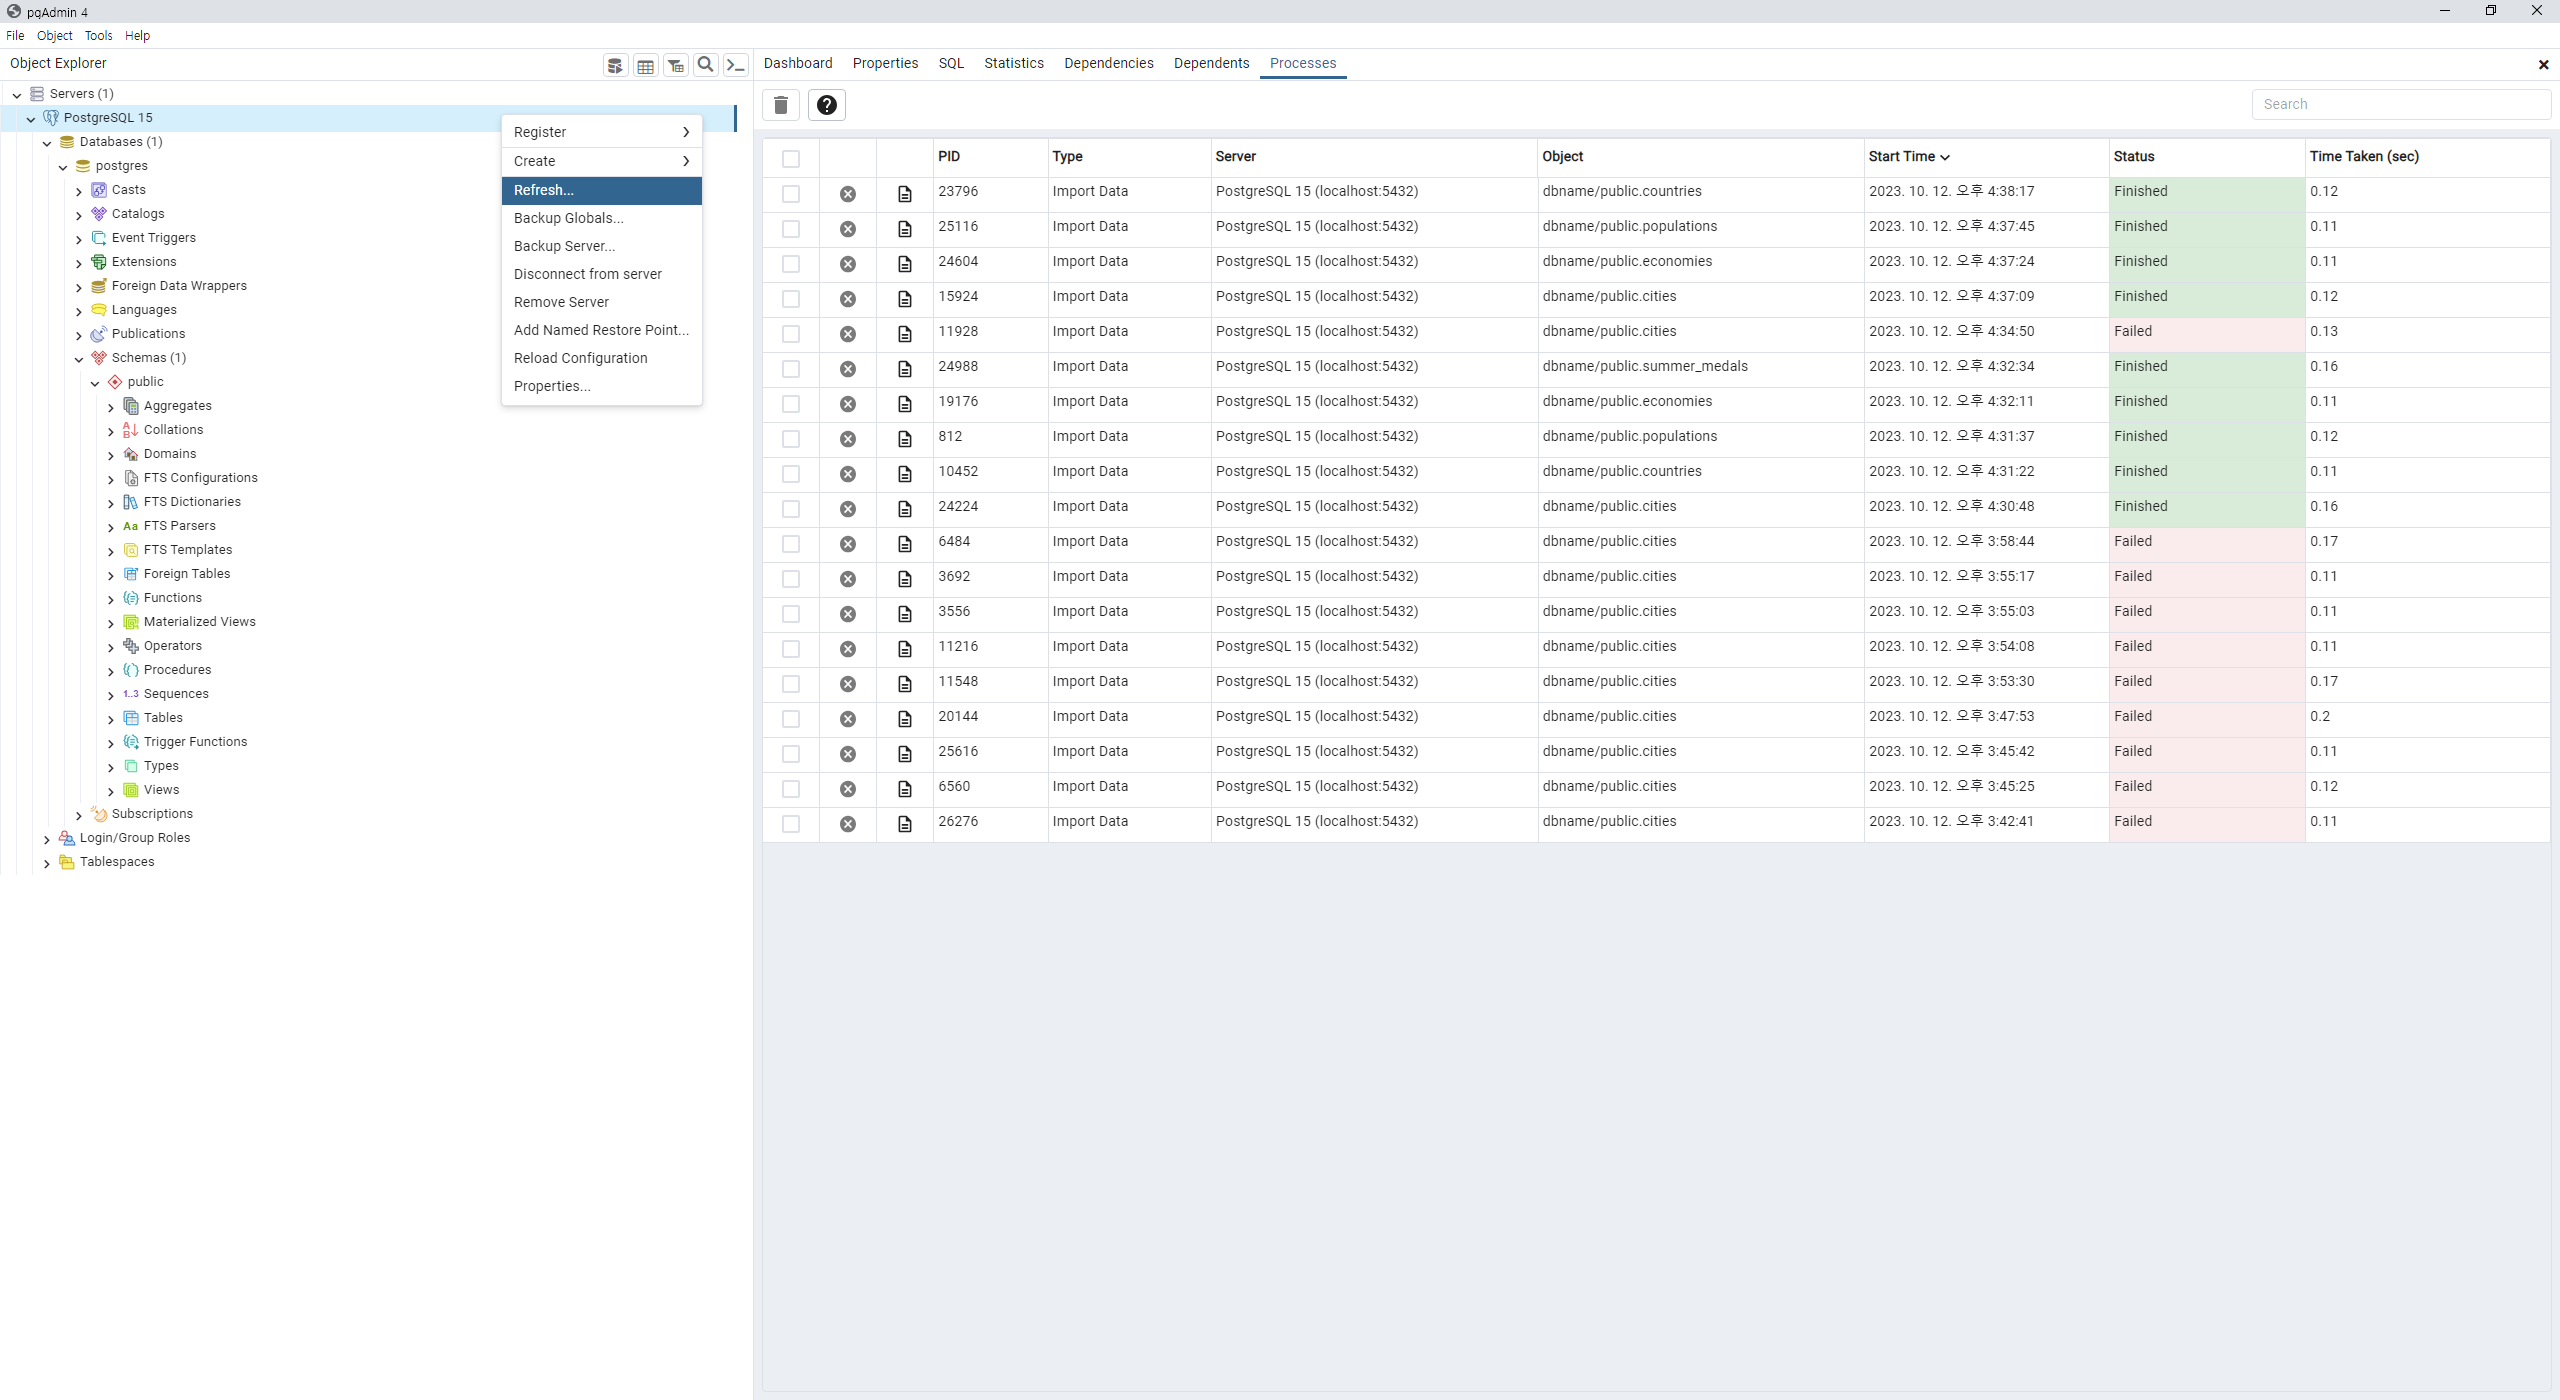 pgAdmin 4
File Object Tools Help
Object Explorer
Dashboard Properties SQL Statistics Dependencies Dependents Processes
Search
Servers (1)
PostgreSQL 15
Databases (1)
postgres
Casts
Catalogs
Event Triggers
Extensions
Foreign Data Wrappers
Languages
Publications
Schemas (1)
public
Aggregates
Collations
Domains
FTS Configurations
FTS Dictionaries
Aa FTS Parsers
FTS Templates
Foreign Tables
Functions
Materialized Views
Operators
Procedures
1..3 Sequences
Tables
Trigger Functions
Types
Views
Subscriptions
Login/Group Roles
Tablespaces
Register
Create
Refresh...
Backup Globals...
Backup Server...
Disconnect from server
Remove Server
Add Named Restore Point...
Reload Configuration
Properties...
PID Type Server Object Start Time Status Time Taken (sec)
23796 Import Data PostgreSQL 15 (localhost:5432) dbname/public.countries 2023. 10. 12. 오후 4:38:17 Finished 0.12
25116 Import Data PostgreSQL 15 (localhost:5432) dbname/public.populations 2023. 10. 12. 오후 4:37:45 Finished 0.11
24604 Import Data PostgreSQL 15 (localhost:5432) dbname/public.economies 2023. 10. 12. 오후 4:37:24 Finished 0.11
15924 Import Data PostgreSQL 15 (localhost:5432) dbname/public.cities 2023. 10. 12. 오후 4:37:09 Finished 0.12
11928 Import Data PostgreSQL 15 (localhost:5432) dbname/public.cities 2023. 10. 12. 오후 4:34:50 Failed 0.13
24988 Import Data PostgreSQL 15 (localhost:5432) dbname/public.summer_medals 2023. 10. 12. 오후 4:32:34 Finished 0.16
19176 Import Data PostgreSQL 15 (localhost:5432) dbname/public.economies 2023. 10. 12. 오후 4:32:11 Finished 0.11
812 Import Data PostgreSQL 15 (localhost:5432) dbname/public.populations 2023. 10. 12. 오후 4:31:37 Finished 0.12
10452 Import Data PostgreSQL 15 (localhost:5432) dbname/public.countries 2023. 10. 12. 오후 4:31:22 Finished 0.11
24224 Import Data PostgreSQL 15 (localhost:5432) dbname/public.cities 2023. 10. 12. 오후 4:30:48 Finished 0.16
6484 Import Data PostgreSQL 15 (localhost:5432) dbname/public.cities 2023. 10. 12. 오후 3:58:44 Failed 0.17
3692 Import Data PostgreSQL 15 (localhost:5432) dbname/public.cities 2023. 10. 12. 오후 3:55:17 Failed 0.11
3556 Import Data PostgreSQL 15 (localhost:5432) dbname/public.cities 2023. 10. 12. 오후 3:55:03 Failed 0.11
11216 Import Data PostgreSQL 15 (localhost:5432) dbname/public.cities 2023. 10. 12. 오후 3:54:08 Failed 0.11
11548 Import Data PostgreSQL 15 (localhost:5432) dbname/public.cities 2023. 10. 12. 오후 3:53:30 Failed 0.17
20144 Import Data PostgreSQL 15 (localhost:5432) dbname/public.cities 2023. 10. 12. 오후 3:47:53 Failed 0.2
25616 Import Data PostgreSQL 15 (localhost:5432) dbname/public.cities 2023. 10. 12. 오후 3:45:42 Failed 0.11
6560 Import Data PostgreSQL 15 (localhost:5432) dbname/public.cities 2023. 10. 12. 오후 3:45:25 Failed 0.12
26276 Import Data PostgreSQL 15 (localhost:5432) dbname/public.cities 2023. 10. 12. 오후 3:42:41 Failed 0.11